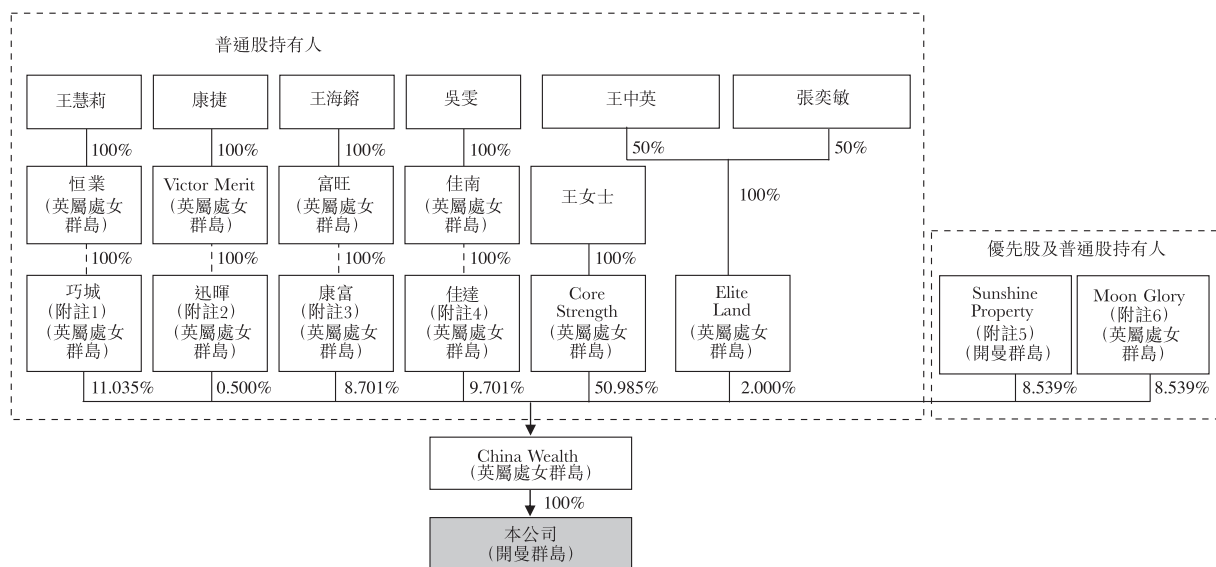 普通股持有人
王慧莉
康捷
王海鎔
吳雯
王中英
張奕敏
100%
100%
100%
100%
50%
50%
恒業
(英屬處女
群島)
Victor Merit
(英屬處女
群島)
富旺
(英屬處女
群島)
佳南
(英屬處女
群島)
王女士
100%
100%
100%
100%
100%
100%
優先股及普通股持有人
巧城
(附註1)
(英屬處女
群島)
迅暉
(附註2)
(英屬處女
群島)
康富
(附註3)
(英屬處女
群島)
佳達
(附註4)
(英屬處女
群島)
Core
Strength
(英屬處女
群島)
Elite
Land
(英屬處女
群島)
Sunshine
Property
(附註5)
(開曼群島)
Moon Glory
(附註6)
(英屬處女
群島)
11.035%
0.500%
8.701%
9.701%
50.985%
2.000%
8.539%
8.539%
China Wealth
(英屬處女群島)
100%
本公司
(開曼群島)